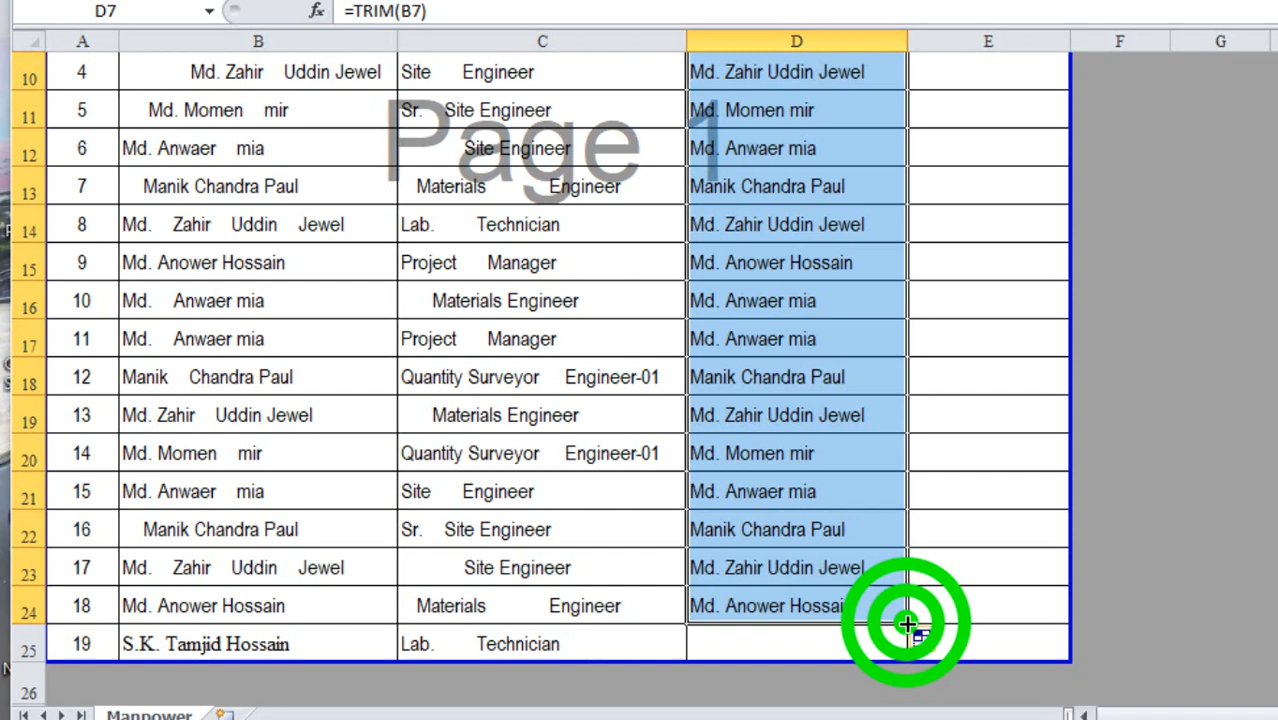 D7 fx =TRIM(B7)
A B C D E F G
10 4 Md. Zahir Uddin Jewel Site Engineer Md. Zahir Uddin Jewel
11 5 Md. Momen mir Sr. Site Engineer Md. Momen mir
Page 1
12 6 Md. Anwaer mia Site Engineer Md. Anwaer mia
13 7 Manik Chandra Paul Materials Engineer Manik Chandra Paul
14 8 Md. Zahir Uddin Jewel Lab. Technician Md. Zahir Uddin Jewel
15 9 Md. Anower Hossain Project Manager Md. Anower Hossain
16 10 Md. Anwaer mia Materials Engineer Md. Anwaer mia
17 11 Md. Anwaer mia Project Manager Md. Anwaer mia
18 12 Manik Chandra Paul Quantity Surveyor Engineer-01 Manik Chandra Paul
19 13 Md. Zahir Uddin Jewel Materials Engineer Md. Zahir Uddin Jewel
20 14 Md. Momen mir Quantity Surveyor Engineer-01 Md. Momen mir
21 15 Md. Anwaer mia Site Engineer Md. Anwaer mia
22 16 Manik Chandra Paul Sr. Site Engineer Manik Chandra Paul
23 17 Md. Zahir Uddin Jewel Site Engineer Md. Zahir Uddin Jewel
24 18 Md. Anower Hossain Materials Engineer Md. Anower Hossai
25 19 S.K. Tamjid Hossain Lab. Technician
26
Manpower